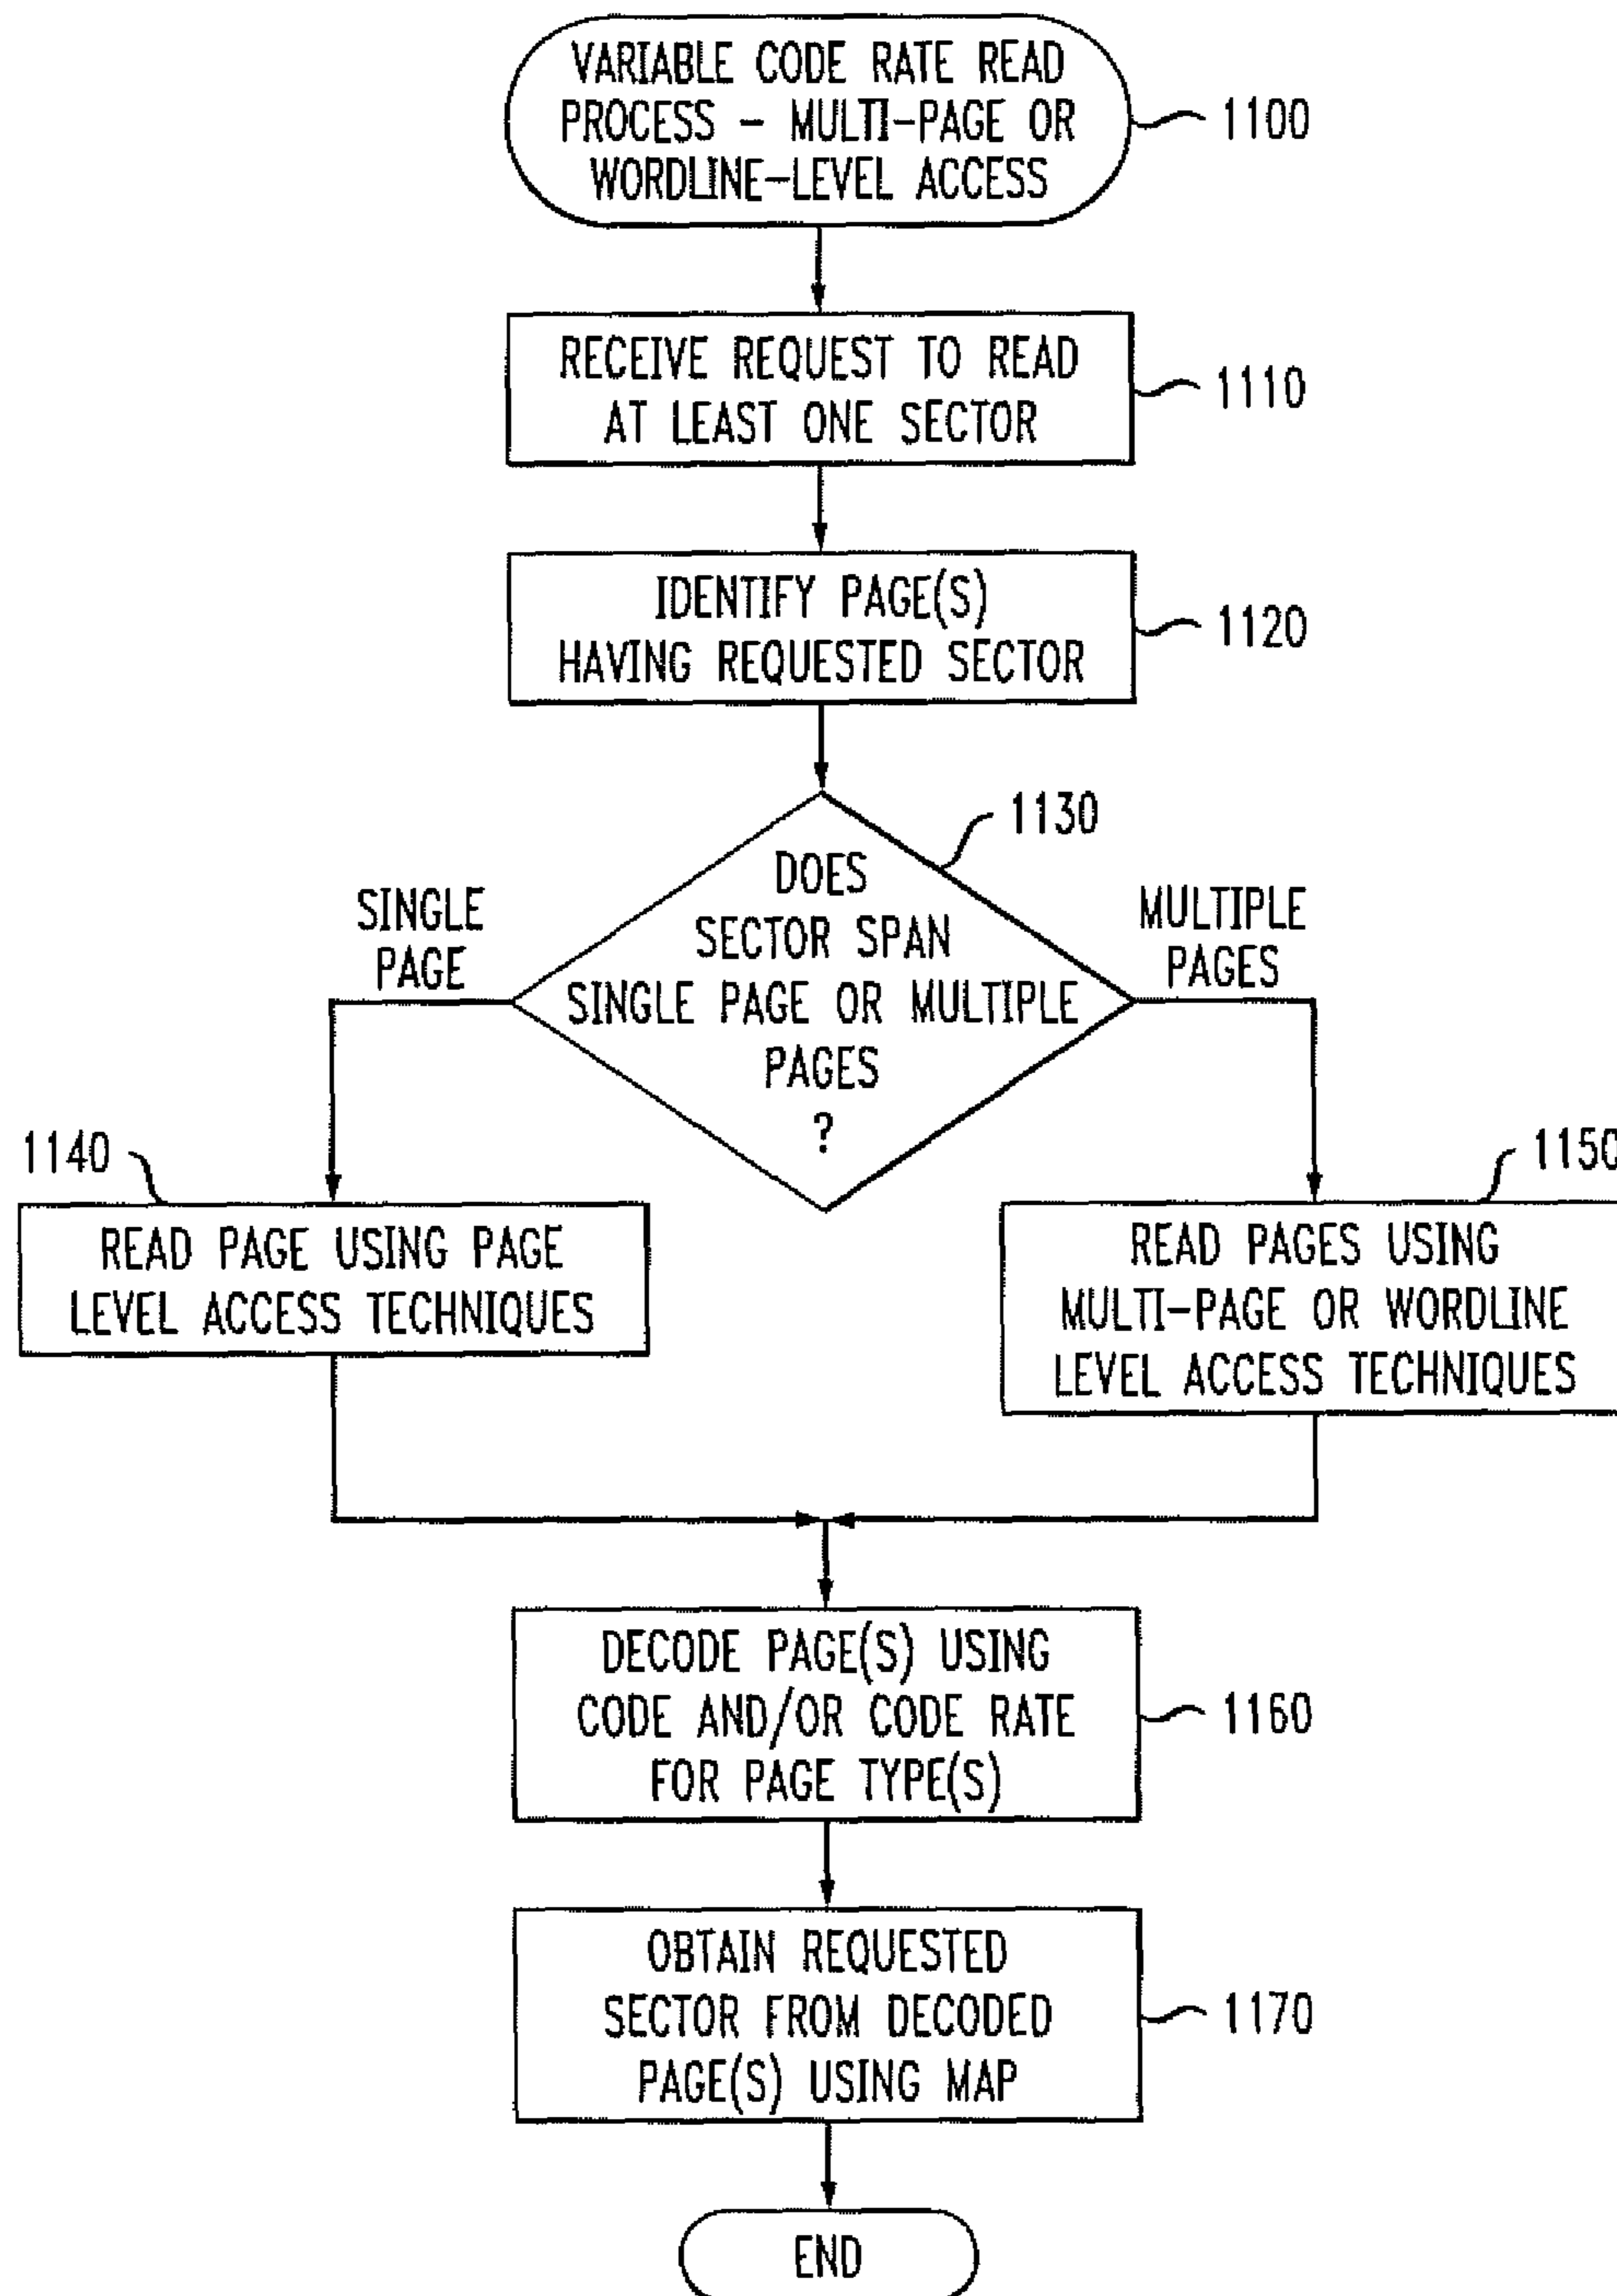 VARIABLE CODE RATE READ
PROCESS - MULTI-PAGE OR
WORDLINE-LEVEL ACCESS
1100
RECEIVE REQUEST TO READ
AT LEAST ONE SECTOR
1110
IDENTIFY PAGE(S)
HAVING REQUESTED SECTOR
1120
1130
DOES
SECTOR SPAN
SINGLE PAGE OR MULTIPLE
PAGES
?
SINGLE
PAGE
MULTIPLE
PAGES
1140
READ PAGE USING PAGE
LEVEL ACCESS TECHNIQUES
1150
READ PAGES USING
MULTI-PAGE OR WORDLINE
LEVEL ACCESS TECHNIQUES
DECODE PAGE(S) USING
CODE AND/OR CODE RATE
FOR PAGE TYPE(S)
1160
OBTAIN REQUESTED
SECTOR FROM DECODED
PAGE(S) USING MAP
1170
END